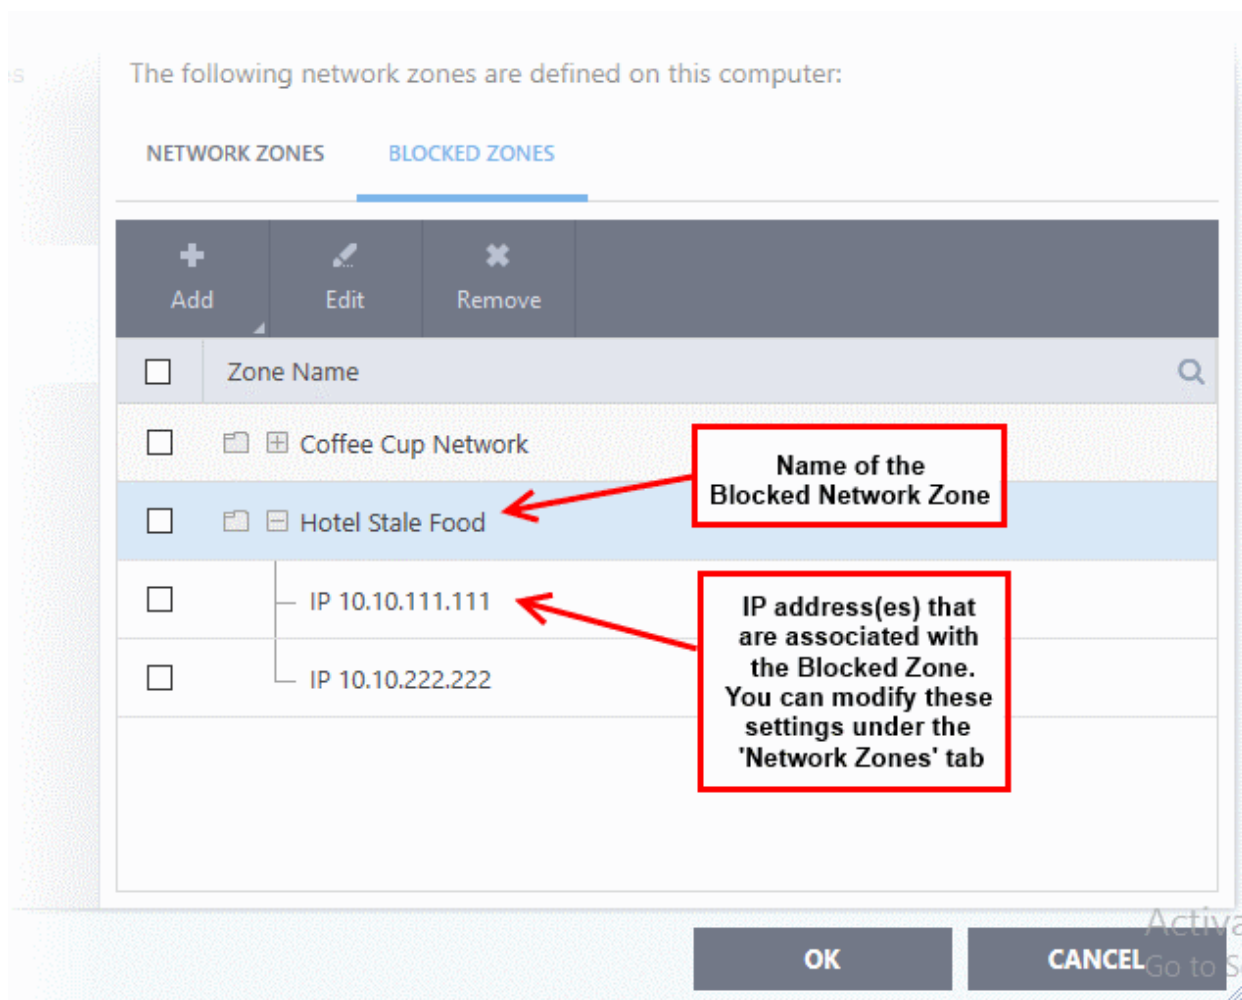 The following network zones are defined on this computer:
NETWORK ZONES BLOCKED ZONES
Add Edit Remove
Zone Name
Coffee Cup Network
Name of the
Blocked Network Zone
Hotel Stale Food
IP 10.10.111.111
IP address(es) that
are associated with
the Blocked Zone.
You can modify these
settings under the
'Network Zones' tab
IP 10.10.222.222
OK CANCEL
Go to